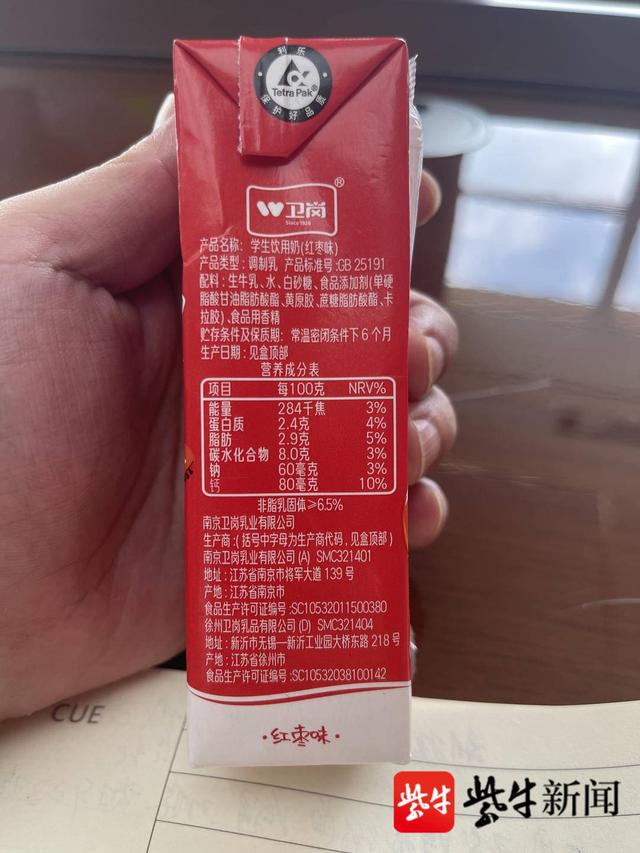 利乐
Tetra Pak®
保护好品质
卫岗®
Since1928
产品名称: 学生饮用奶(红枣味)
产品类型: 调制乳 产品标准号:GB 25191
配料: 生牛乳、水、白砂糖、食品添加剂(单硬
脂酸甘油脂肪酸酯、黄原胶、蔗糖脂肪酸酯、卡
拉胶)、食品用香精
贮存条件及保质期: 常温密闭条件下6个月
生产日期: 见盒顶部
营养成分表
项目 每100克 NRV%
能量 284千焦 3%
蛋白质 2.4克 4%
脂肪 2.9克 5%
碳水化合物 8.0克 3%
钠 60毫克 3%
钙 80毫克 10%
非脂乳固体≥6.5%
南京卫岗乳业有限公司
生产商:(括号中字母为生产商代码,见盒顶部)
南京卫岗乳业有限公司(A) SMC321401
地址: 江苏省南京市将军大道139号
产地: 江苏省南京市
食品生产许可证编号:SC10532011500380
徐州卫岗乳品有限公司(D) SMC321404
地址: 新沂市无锡—新沂工业园大桥东路218号
产地: 江苏省徐州市
食品生产许可证编号:SC10532038100142
·红枣味·
CUE
紫牛 紫牛新闻